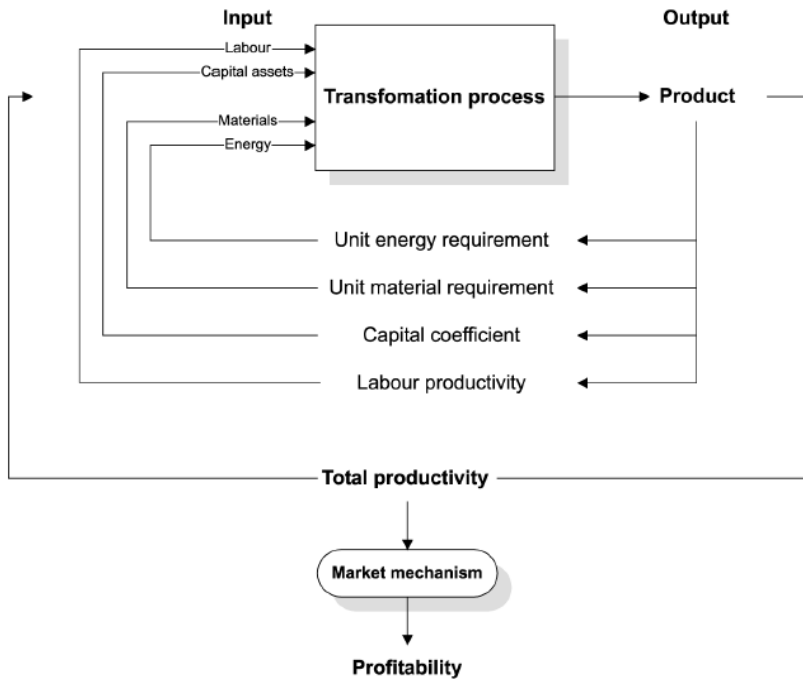 Input
Output
Labour
Capital assets
Transfomation process
Product
Materials
Energy
Unit energy requirement
Unit material requirement
Capital coefficient
Labour productivity
Total productivity
Market mechanism
Profitability